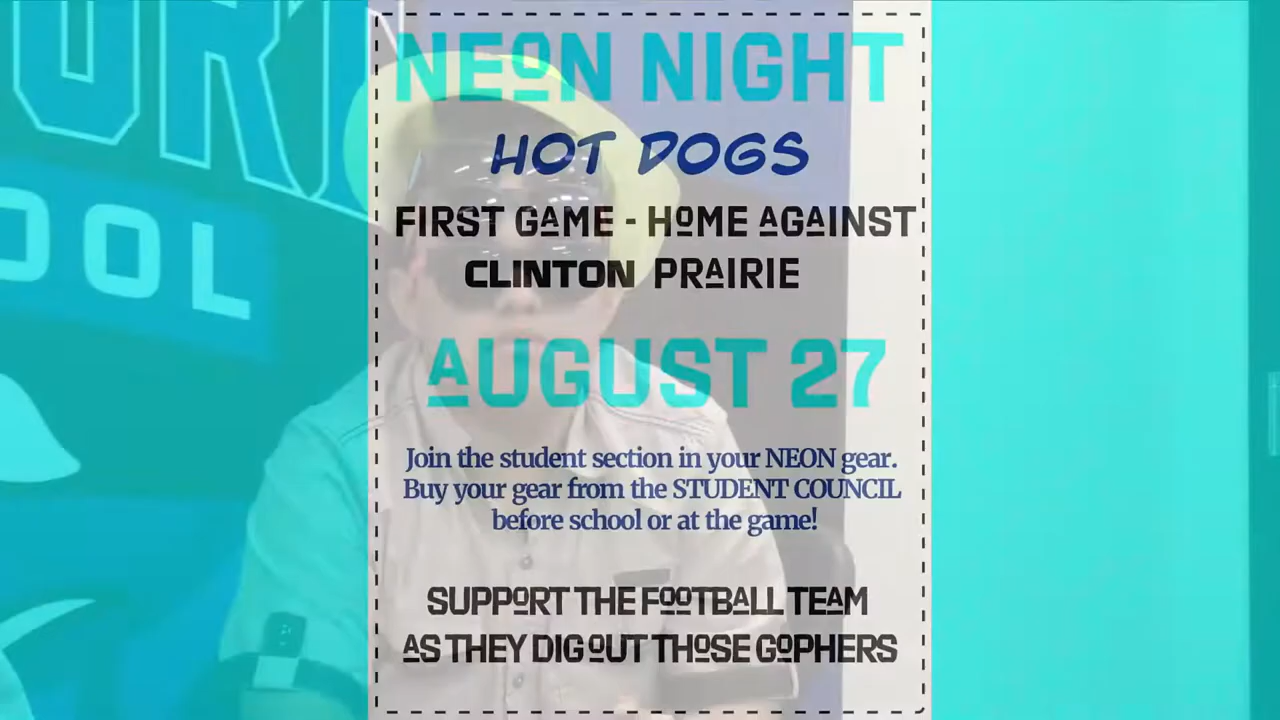 OOL
NEON NIGHT
HOT DOGS
FIRST GAME - HOME AGAINST
CLINTON PRAIRIE
AUGUST 27
Join the student section in your NEON gear.
Buy your gear from the STUDENT COUNCIL
before school or at the game!
SUPPORT THE FOOTBALL TEAM
AS THEY DIG OUT THOSE GOPHERS